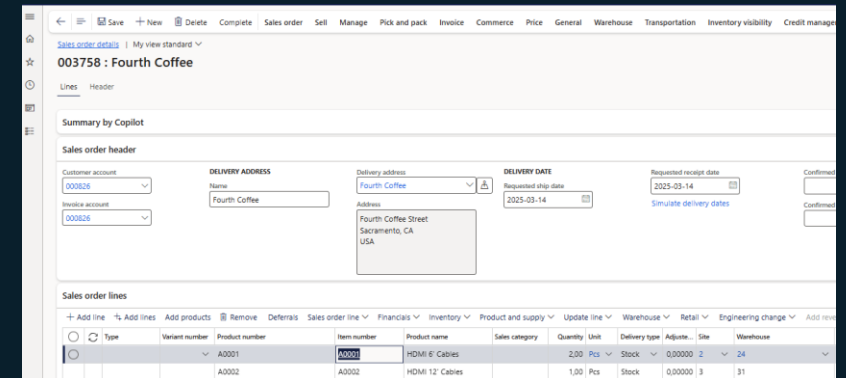 Save New Delete Complete Sales order Sell Manage Pick and pack Invoice Commerce Price General Warehouse Transportation Inventory visibility Credit manager
Sales order details | My view standard
003758 : Fourth Coffee
Lines Header
Summary by Copilot
Sales order header
Customer account DELIVERY ADDRESS Delivery address DELIVERY DATE Requested receipt date Confirmed
000826 Name Fourth Coffee Requested ship date 2025-03-14
Invoice account Fourth Coffee Address 2025-03-14 Simulate delivery dates Confirmed
000826 Fourth Coffee Street
Sacramento, CA
USA
Sales order lines
+ Add line Add lines Add products Remove Deferrals Sales order line Financials Inventory Product and supply Update line Warehouse Retail Engineering change Add reve
Type Variant number Product number Item number Product name Sales category Quantity Unit Delivery type Adjuste... Site Warehouse
A0001 A0001 HDMI 6' Cables 2,00 Pcs Stock 0,00000 2 24
A0002 A0002 HDMI 12' Cables 1,00 Pcs Stock 0,00000 3 31